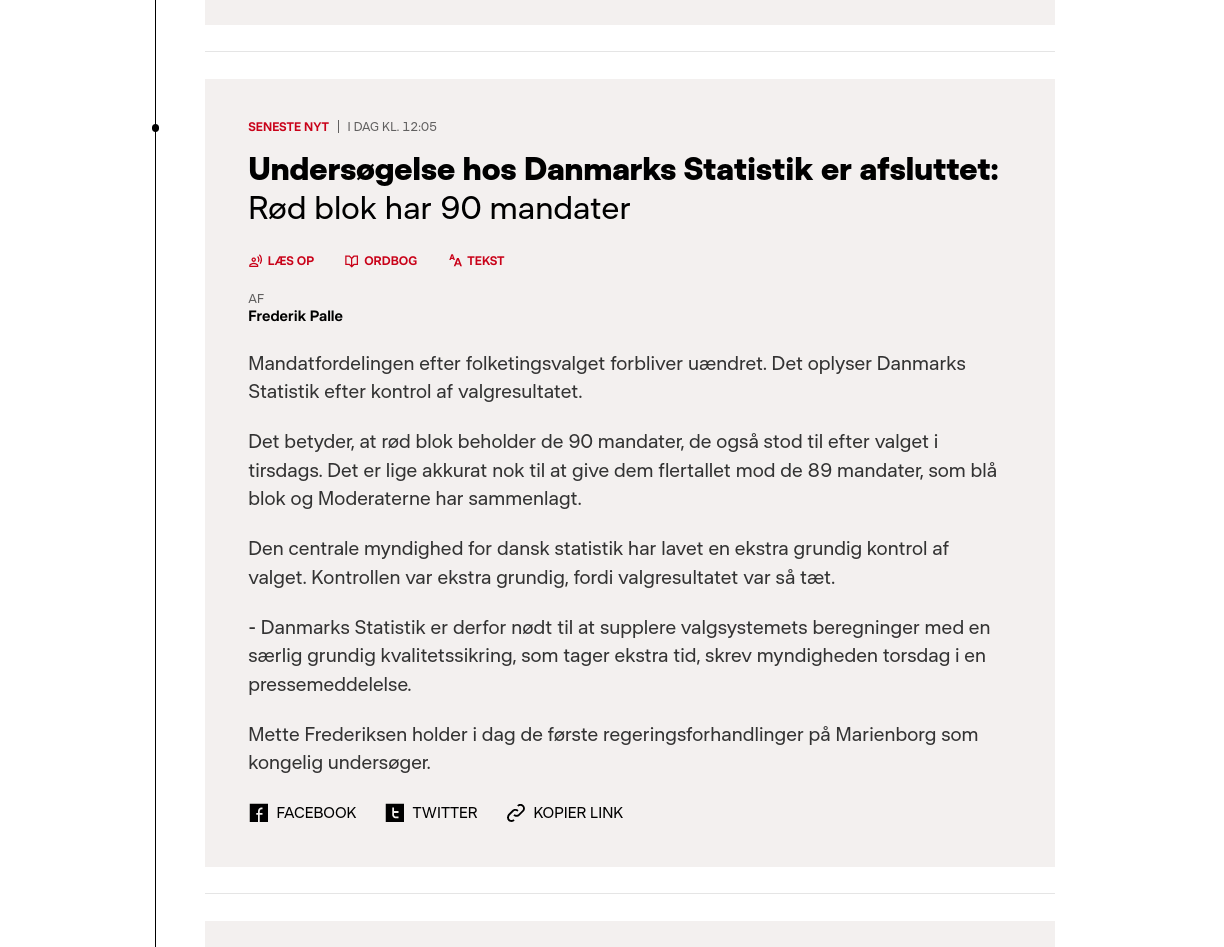 SENESTE NYT | I DAG KL. 12:05
Undersøgelse hos Danmarks Statistik er afsluttet:
Rød blok har 90 mandater
LÆS OP ORDBOG TEKST
AF
Frederik Palle
Mandatfordelingen efter folketingsvalget forbliver uændret. Det oplyser Danmarks
Statistik efter kontrol af valgresultatet.
Det betyder, at rød blok beholder de 90 mandater, de også stod til efter valget i
tirsdags. Det er lige akkurat nok til at give dem flertallet mod de 89 mandater, som blå
blok og Moderaterne har sammenlagt.
Den centrale myndighed for dansk statistik har lavet en ekstra grundig kontrol af
valget. Kontrollen var ekstra grundig, fordi valgresultatet var så tæt.
- Danmarks Statistik er derfor nødt til at supplere valgsystemets beregninger med en
særlig grundig kvalitetssikring, som tager ekstra tid, skrev myndigheden torsdag i en
pressemeddelelse.
Mette Frederiksen holder i dag de første regeringsforhandlinger på Marienborg som
kongelig undersøger.
FACEBOOK TWITTER KOPIER LINK